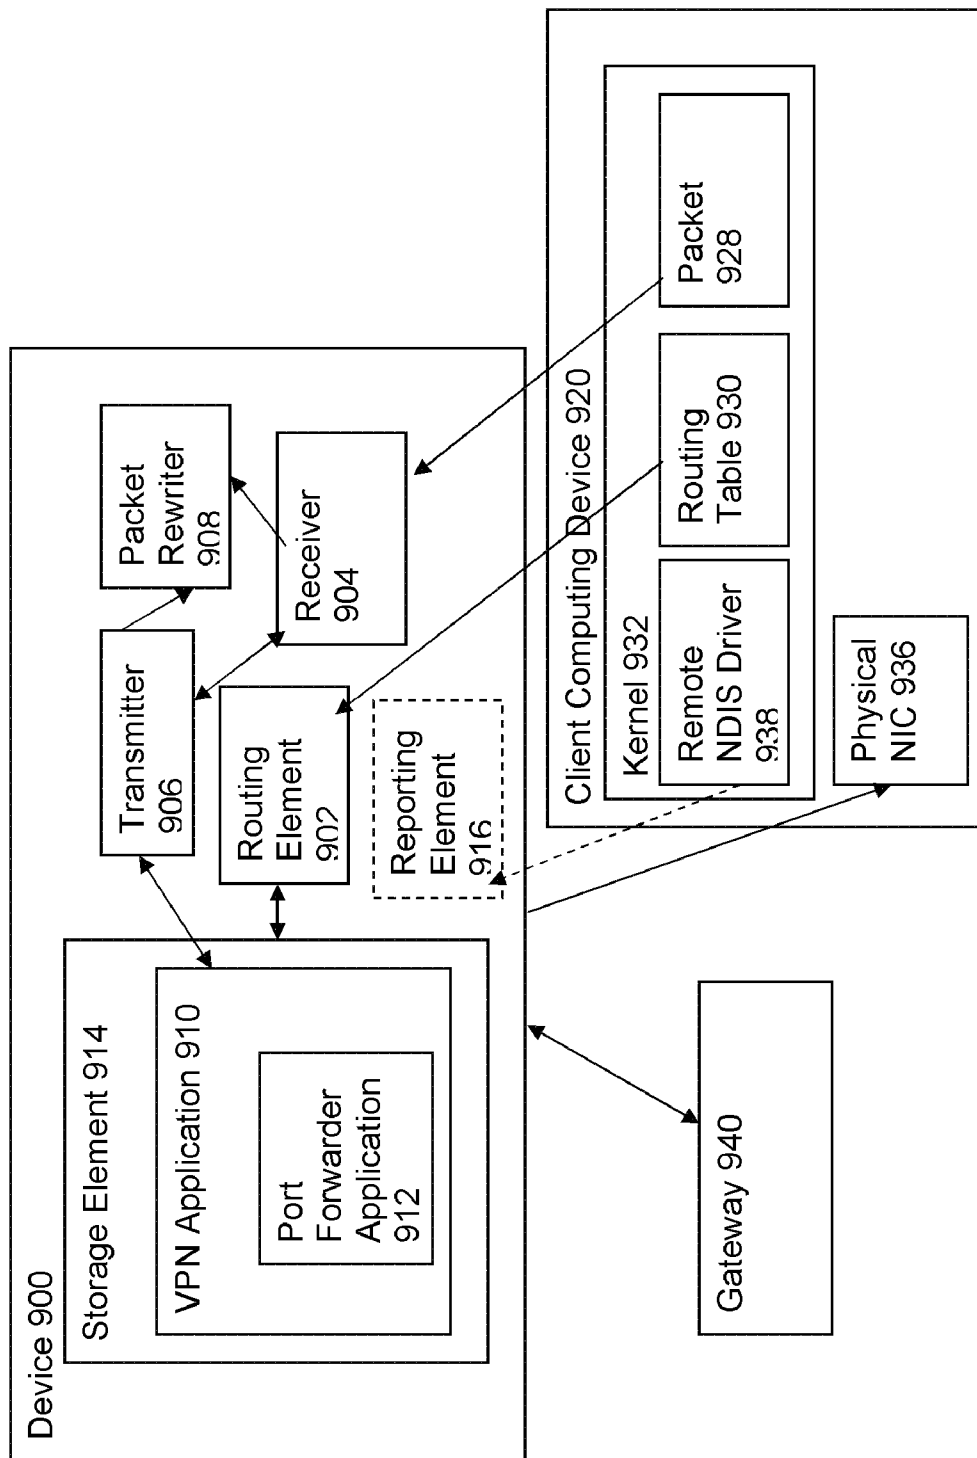 Device 900
Storage Element 914
VPN Application 910
Port
Forwarder
Application
912
Transmitter
906
Packet
Rewriter
908
Routing
Element
902
Receiver
904
Reporting
Element
916
Gateway 940
Client Computing Device 920
Kernel 932
Remote
NDIS Driver
938
Routing
Table 930
Packet
928
Physical
NIC 936